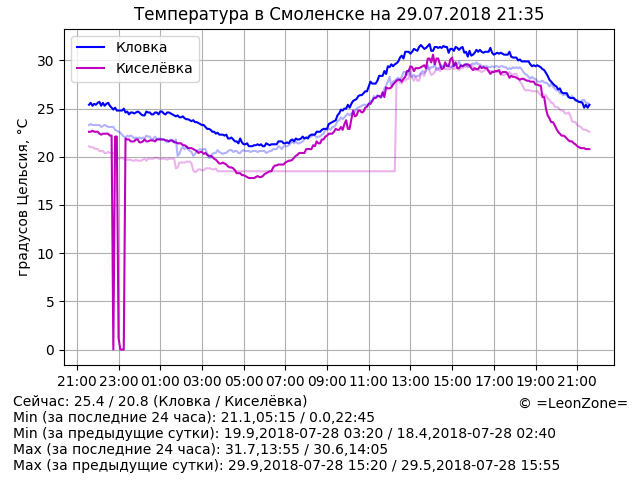 Температура в Смоленске на 29.07.2018 21:35
Кловка
Киселёвка
градусов Цельсия, °C
30
25
20
15
10
5
0
21:00 23:00 01:00 03:00 05:00 07:00 09:00 11:00 13:00 15:00 17:00 19:00 21:00
Сейчас: 25.4 / 20.8 (Кловка / Киселёвка)
© =LeonZone=
Min (за последние 24 часа): 21.1,05:15 / 0.0,22:45
Min (за предыдущие сутки): 19.9,2018-07-28 03:20 / 18.4,2018-07-28 02:40
Max (за последние 24 часа): 31.7,13:55 / 30.6,14:05
Max (за предыдущие сутки): 29.9,2018-07-28 15:20 / 29.5,2018-07-28 15:55